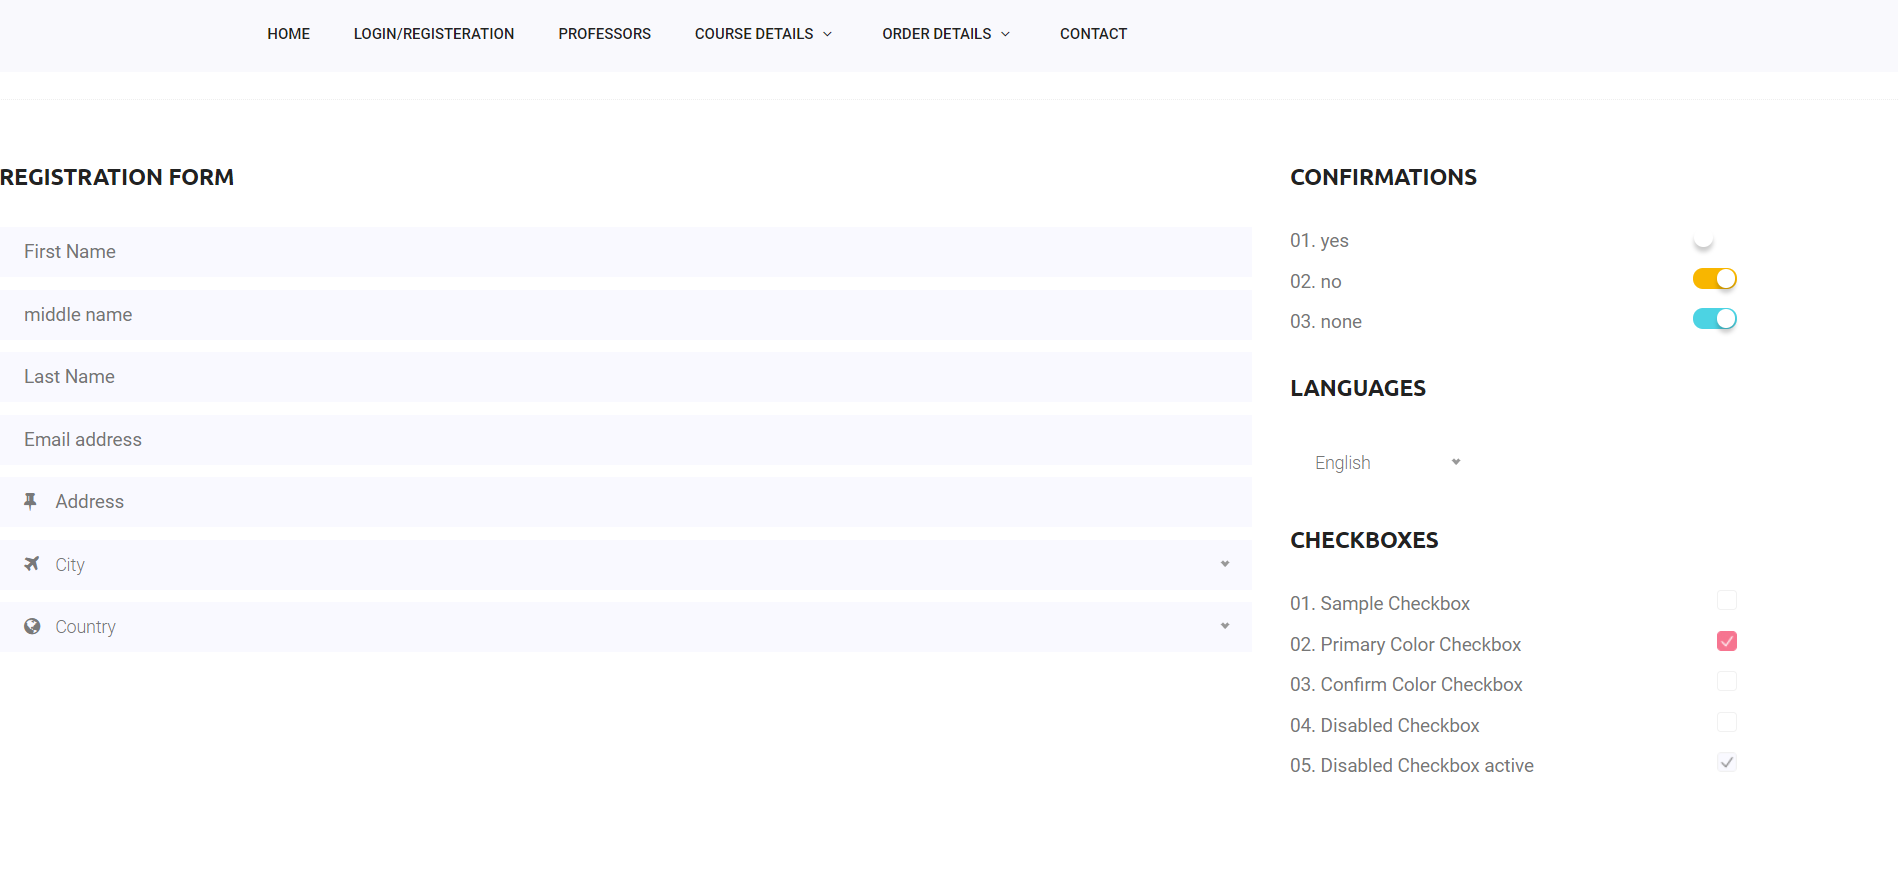 HOME LOGIN/REGISTERATION PROFESSORS COURSE DETAILS ORDER DETAILS CONTACT
REGISTRATION FORM
First Name
middle name
Last Name
Email address
Address
City
Country
CONFIRMATIONS
01. yes
02. no
03. none
LANGUAGES
English
CHECKBOXES
01. Sample Checkbox
02. Primary Color Checkbox
03. Confirm Color Checkbox
04. Disabled Checkbox
05. Disabled Checkbox active